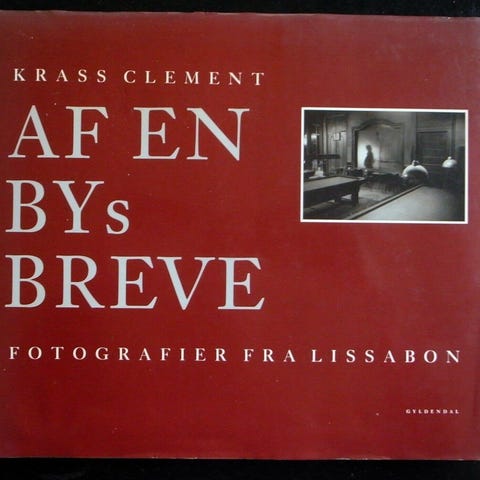 KRASS CLEMENT
AF EN
BYs
BREVE
FOTOGRAFIER FRA LISSABON
GYLDENDAL